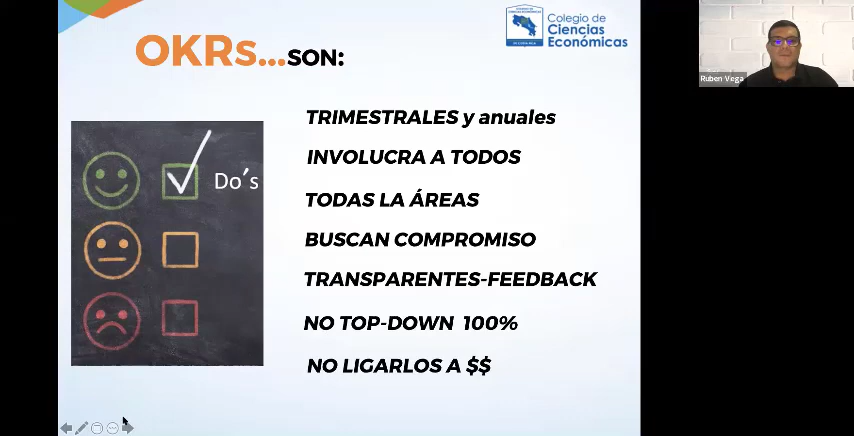 OKRs...SON:
Colegio de
Ciencias
Económicas
Ruben Vega
TRIMESTRALES y anuales
INVOLUCRA A TODOS
Do's
TODAS LA ÁREAS
BUSCAN COMPROMISO
TRANSPARENTES-FEEDBACK
NO TOP-DOWN 100%
NO LIGARLOS A $$